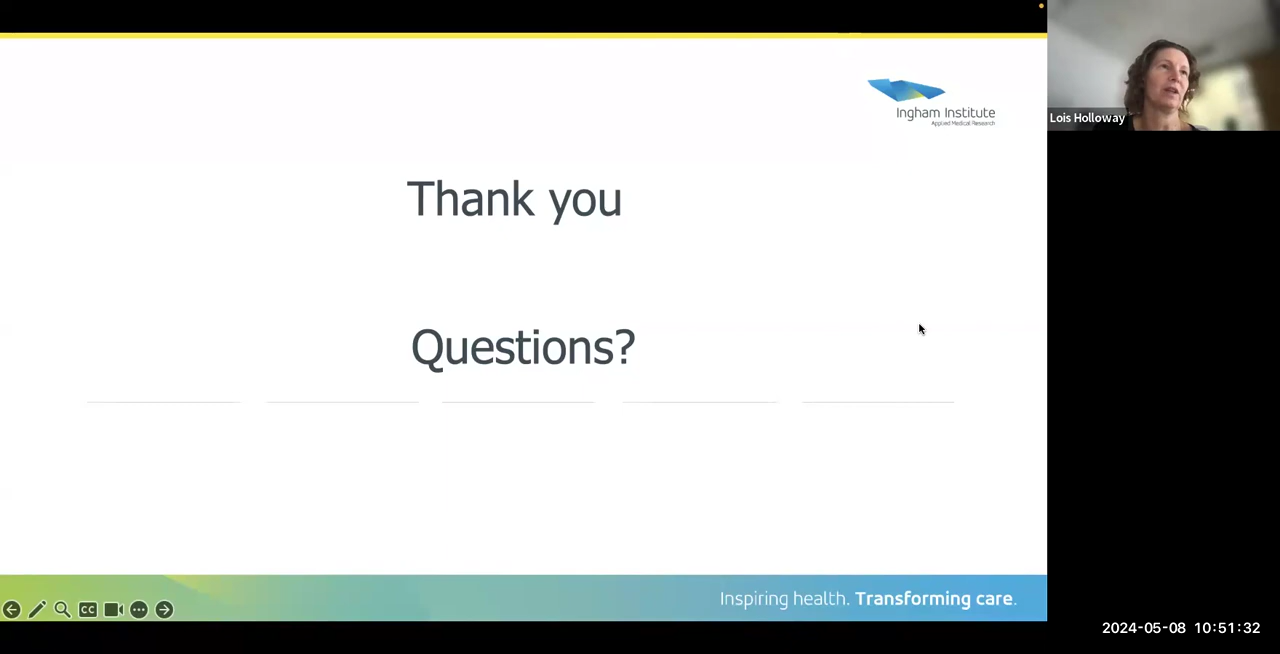 Ingham Institute
Applied Medical Research
Lois Holloway
Thank you
Questions?
CC
Inspiring health. Transforming care.
2024-05-08 10:51:32